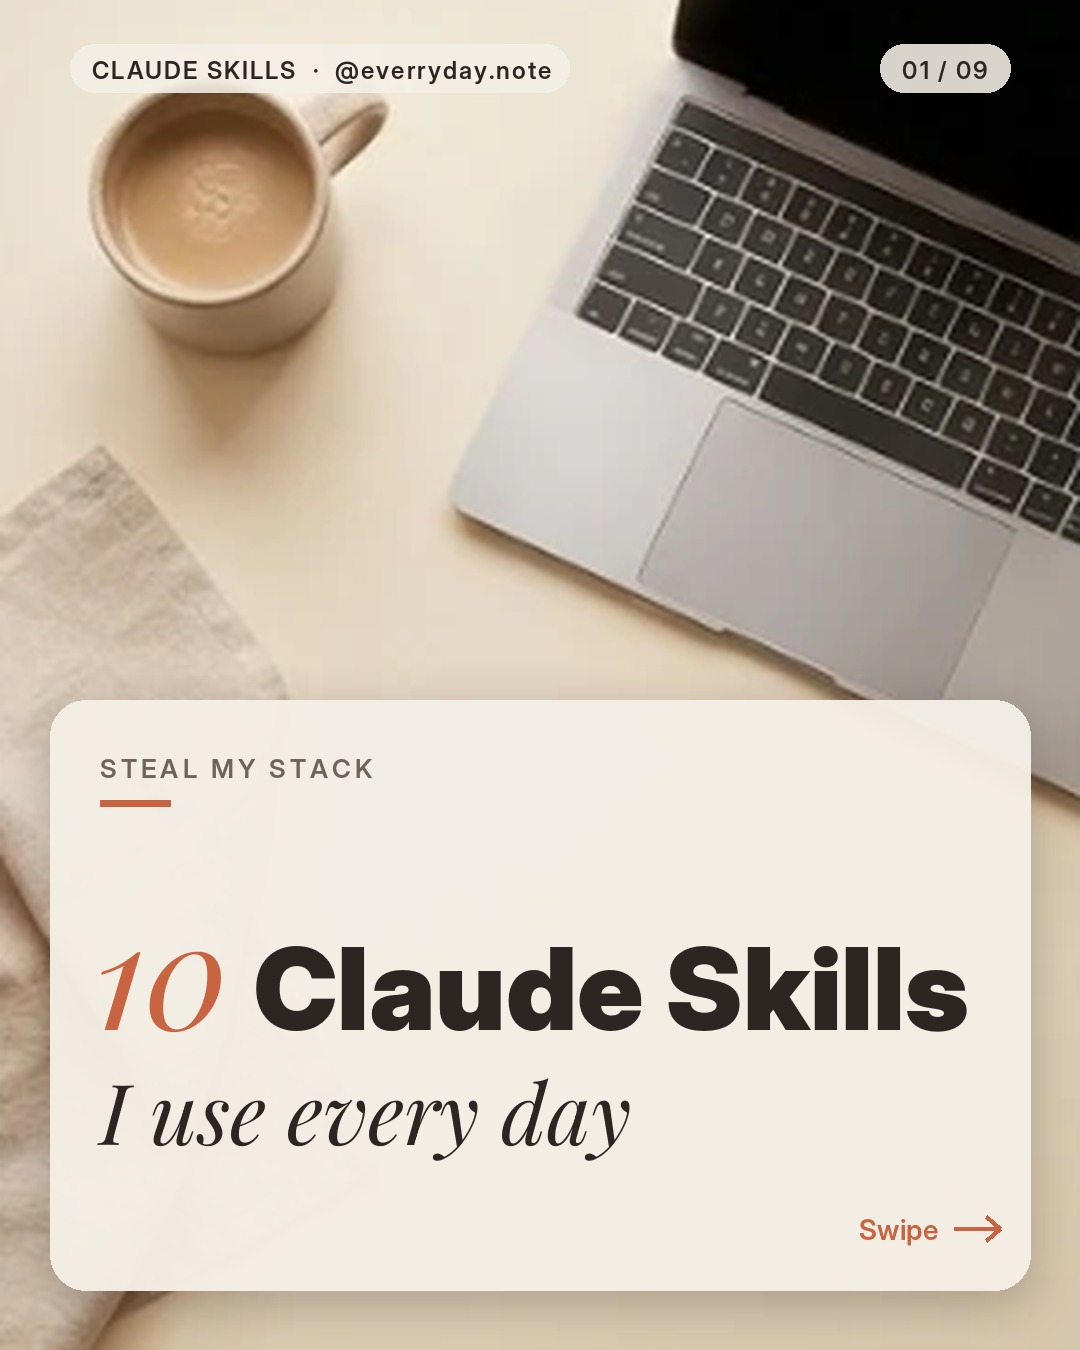 CLAUDE SKILLS · @everryday.note
01 / 09
STEAL MY STACK
10 Claude Skills
I use every day
Swipe →